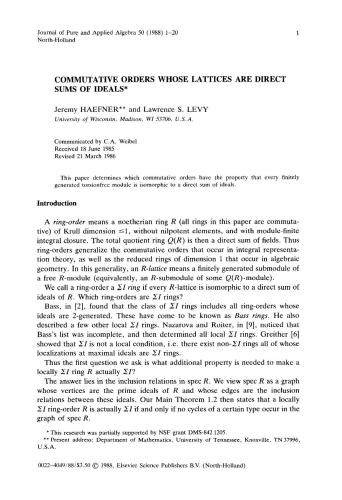 Journal of Pure and Applied Algebra 50 (1988) 1-20 1
North-Holland
COMMUTATIVE ORDERS WHOSE LATTICES ARE DIRECT
SUMS OF IDEALS*
Jeremy HAEFNER** and Lawrence S. LEVY
University of Wisconsin, Madison, WI 53706, U.S.A.
Communicated by C.A. Weibel
Received 18 June 1985
Revised 21 March 1986
This paper determines which commutative orders have the property that every finitely
generated torsionfree module is isomorphic to a direct sum of ideals.
Introduction
A ring-order means a noetherian ring R (all rings in this paper are commuta-
tive) of Krull dimension ≤1, without nilpotent elements, and with module-finite
integral closure. The total quotient ring Q(R) is then a direct sum of fields. Thus
ring-orders generalize the commutative orders that occur in integral representa-
tion theory, as well as the reduced rings of dimension 1 that occur in algebraic
geometry. In this generality, an R-lattice means a finitely generated submodule of
a free R-module (equivalently, an R-submodule of some Q(R)-module).
We call a ring-order a ΣI ring if every R-lattice is isomorphic to a direct sum of
ideals of R. Which ring-orders are ΣI rings?
Bass, in [2], found that the class of ΣI rings includes all ring-orders whose
ideals are 2-generated. These have come to be known as Bass rings. He also
described a few other local ΣI rings. Nazarova and Roiter, in [9], noticed that
Bass's list was incomplete, and then determined all local ΣI rings. Greither [6]
showed that ΣI is not a local condition, i.e. there exist non-ΣI rings all of whose
localizations at maximal ideals are ΣI rings.
Thus the first question we ask is what additional property is needed to make a
locally ΣI ring R actually ΣI?
The answer lies in the inclusion relations in spec R. We view spec R as a graph
whose vertices are the prime ideals of R and whose edges are the inclusion
relations between these ideals. Our Main Theorem 1.2 then states that a locally
ΣI ring-order R is actually ΣI if and only if no cycles of a certain type occur in the
graph of spec R.
* This research was partially supported by NSF grant DMS-842 1205.
** Present address: Department of Mathematics, University of Tennessee, Knoxville, TN 37996,
U.S.A.
0022-4049/88/$3.50 © 1988, Elsevier Science Publishers B.V. (North-Holland)